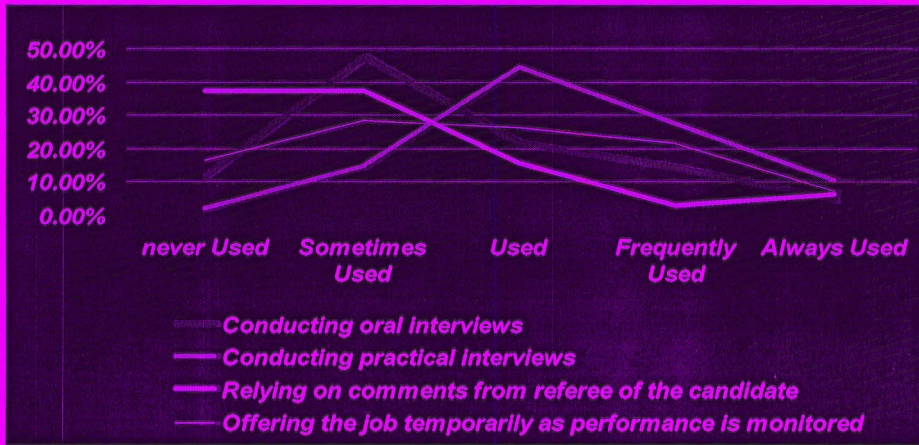 50.00%
40.00%
30.00%
20.00%
10.00%
0.00%
never Used
Sometimes
Used
Used
Frequently
Used
Always Used
Conducting oral interviews
Conducting practical interviews
Relying on comments from referee of the candidate
Offering the job temporarily as performance is monitored